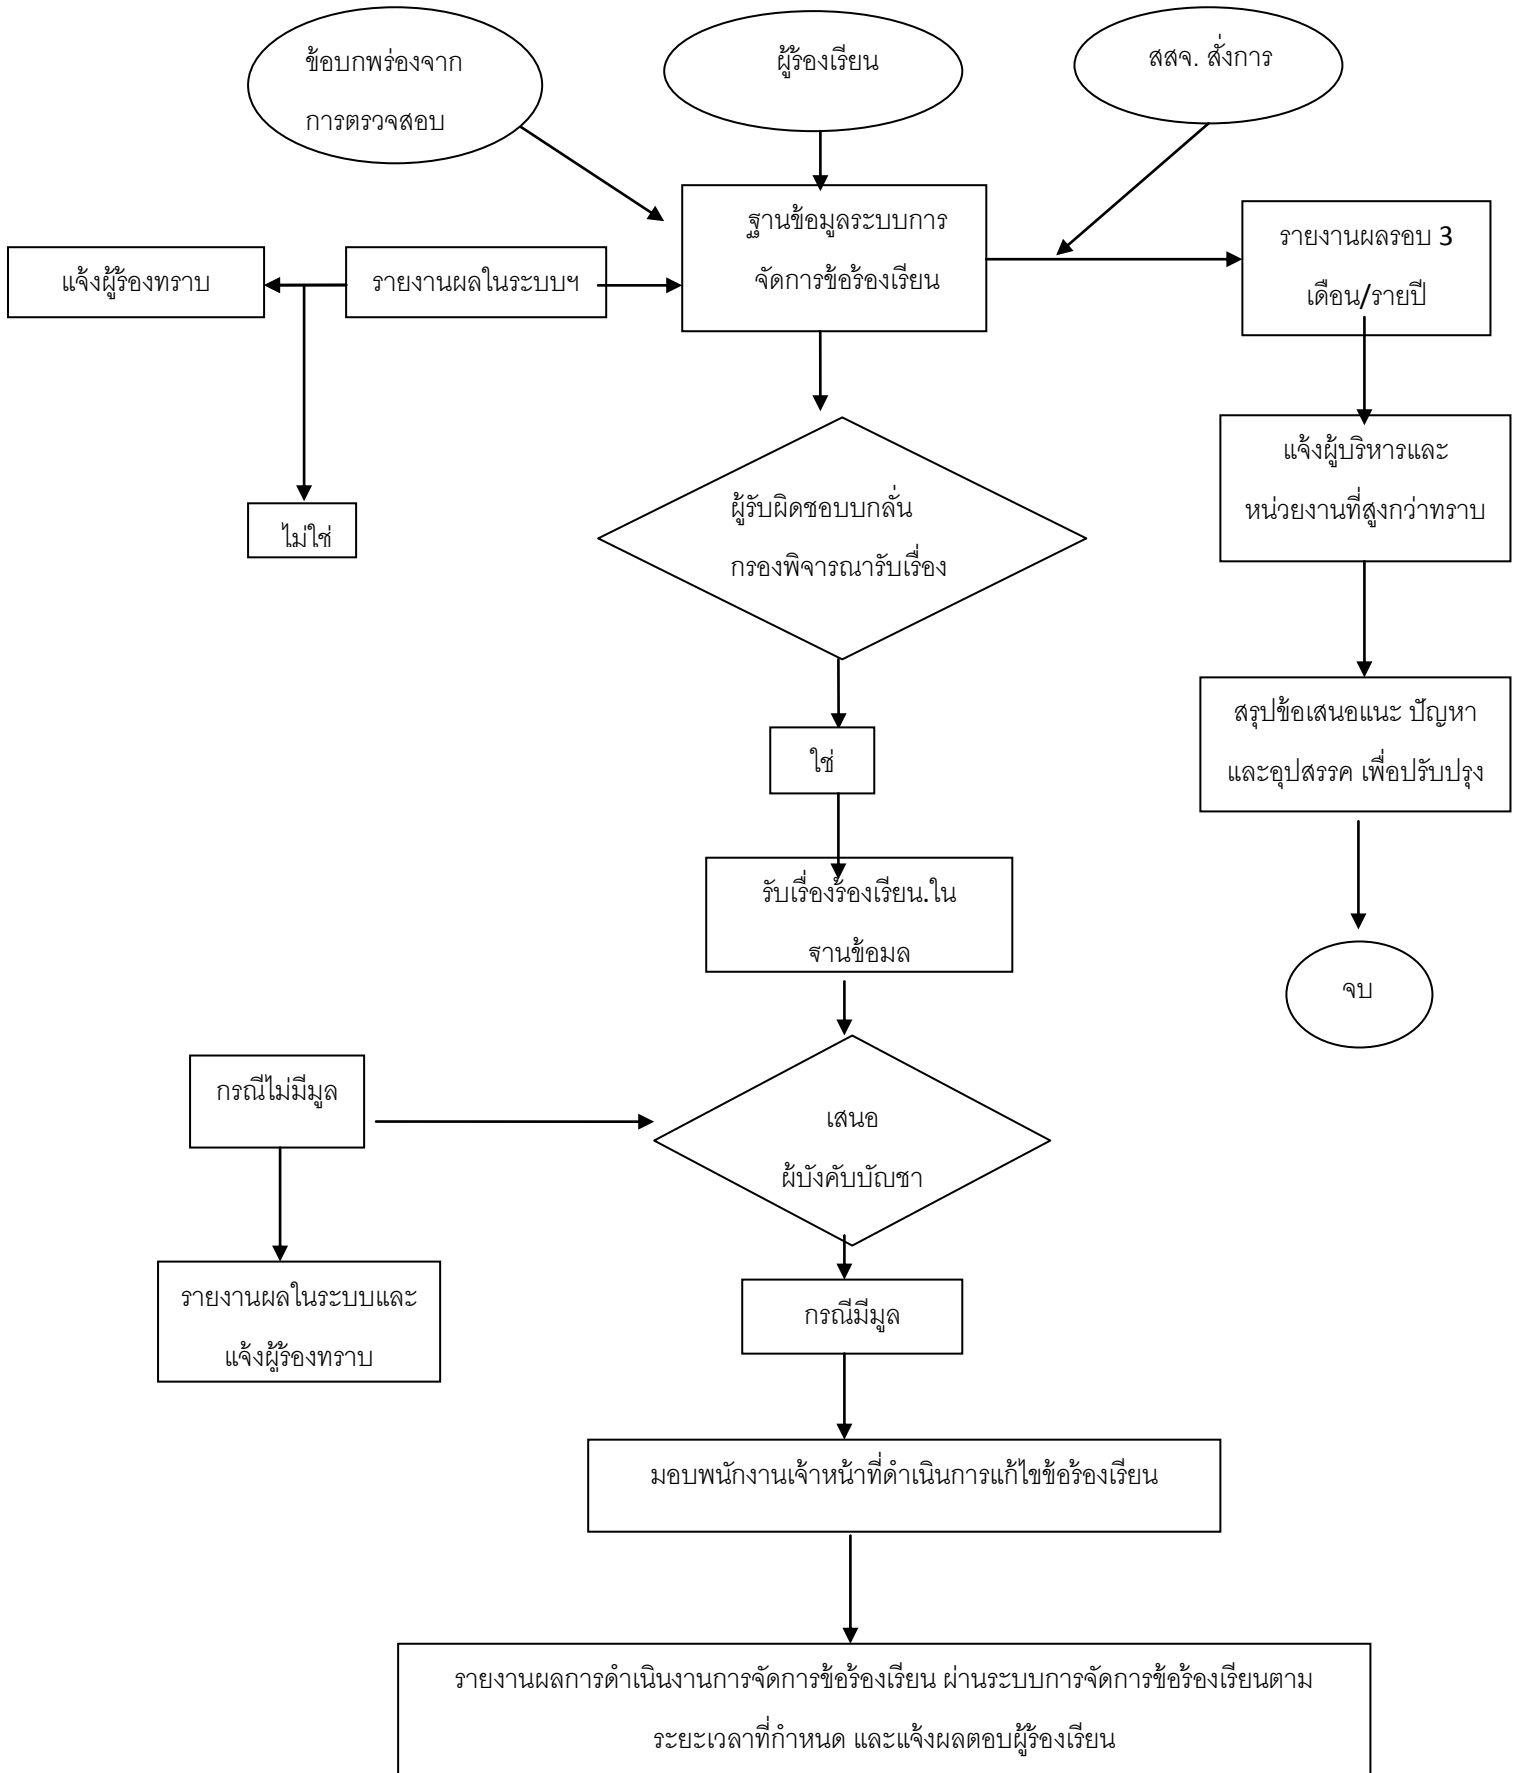 ข้อบกพร่องจาก
การตรวจสอบ
ผู้ร้องเรียน
สสจ. สั่งการ
ฐานข้อมูลระบบการ
จัดการข้อร้องเรียน
รายงานผลรอบ 3
เดือน/รายปี
แจ้งผู้ร้องทราบ
รายงานผลในระบบฯ
แจ้งผู้บริหารและ
หน่วยงานที่สูงกว่าทราบ
ไม่ใช่
ผู้รับผิดชอบบกลั่น
กรองพิจารณารับเรื่อง
สรุปข้อเสนอแนะ ปัญหา
และอุปสรรค เพื่อปรับปรุง
ใช่
รับเรื่องร้องเรียน.ใน
ฐานข้อมูล
จบ
กรณีไม่มีมูล
เสนอ
ผู้บังคับบัญชา
รายงานผลในระบบและ
แจ้งผู้ร้องทราบ
กรณีมีมูล
มอบพนักงานเจ้าหน้าที่ดำเนินการแก้ไขข้อร้องเรียน
รายงานผลการดำเนินงานการจัดการข้อร้องเรียน ผ่านระบบการจัดการข้อร้องเรียนตาม
ระยะเวลาที่กำหนด และแจ้งผลตอบผู้ร้องเรียน